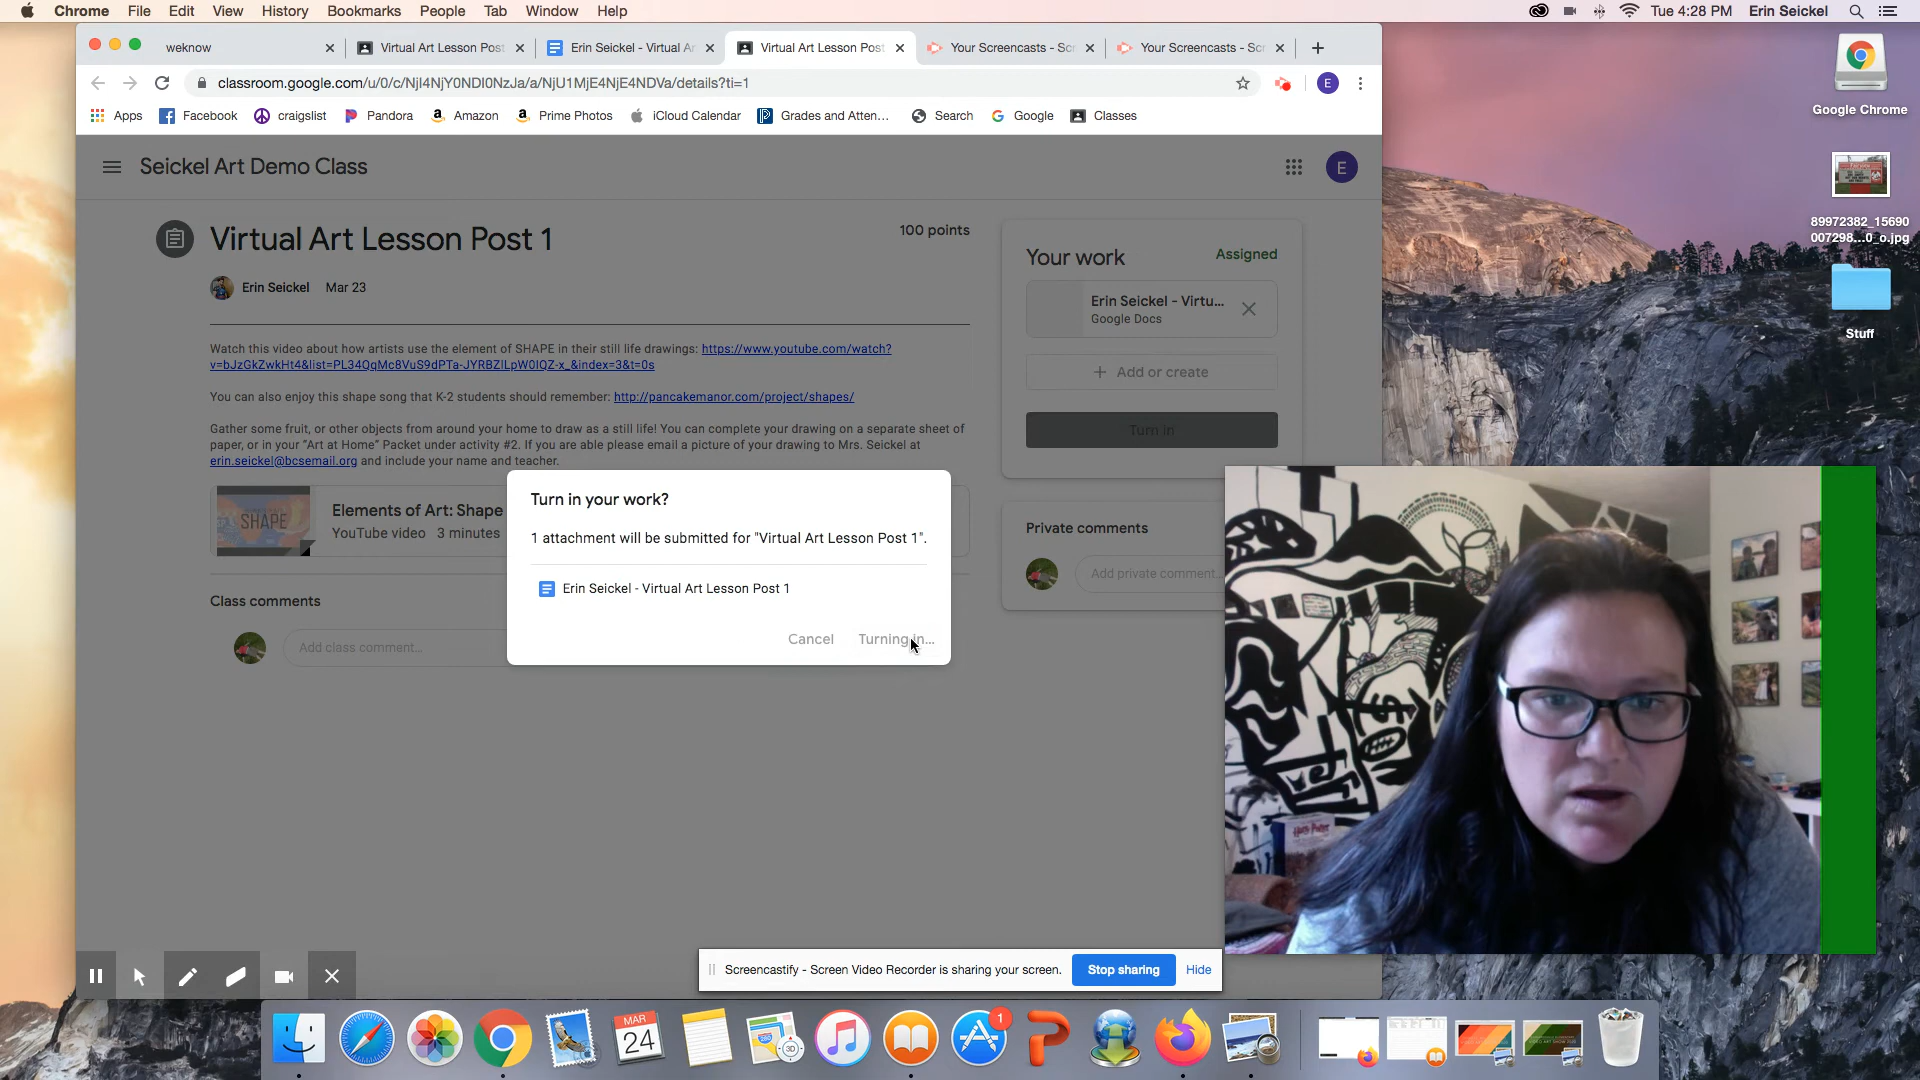 Chrome File Edit View History Bookmarks People Tab Window Help
Tue 4:28 PM Erin Seickel
weknow
Virtual Art Lesson Post
Erin Seickel - Virtual Ar
Virtual Art Lesson Post
Your Screencasts - Sc
Your Screencasts - Sc
classroom.google.com/u/0/c/NjI4NjY0NDI0NzJa/a/NjU1MjE4NjE4NDVa/details?ti=1
E
Apps Facebook craigslist Pandora Amazon Prime Photos iCloud Calendar Grades and Atten... Search Google Classes
Seickel Art Demo Class
E
Virtual Art Lesson Post 1
100 points
Erin Seickel Mar 23
Watch this video about how artists use the element of SHAPE in their still life drawings: https://www.youtube.com/watch?
v=bJzGkZwkHt4&list=PL34QqMc8VuS9dPTa-JYRBZlLpW0IQZ-x_&index=3&t=0s
You can also enjoy this shape song that K-2 students should remember: http://pancakemanor.com/project/shapes/
Gather some fruit, or other objects from around your home to draw as a still life! You can complete your drawing on a separate sheet of
paper, or in your "Art at Home" Packet under activity #2. If you are able please email a picture of your drawing to Mrs. Seickel at
erin.seickel@bcsemail.org and include your name and teacher.
SHAPE
Elements of Art: Shape
YouTube video 3 minutes
Class comments
Add class comment...
Your work
Assigned
Erin Seickel - Virtu...
Google Docs
Add or create
Turn in
Private comments
Add private comment...
Turn in your work?
1 attachment will be submitted for "Virtual Art Lesson Post 1".
Erin Seickel - Virtual Art Lesson Post 1
Cancel
Turning in...
Google Chrome
89972382_15690
007298...0_o.jpg
Stuff
Harry Potter
Screencastify - Screen Video Recorder is sharing your screen.
Stop sharing
Hide
MAR
24
280
3D
1